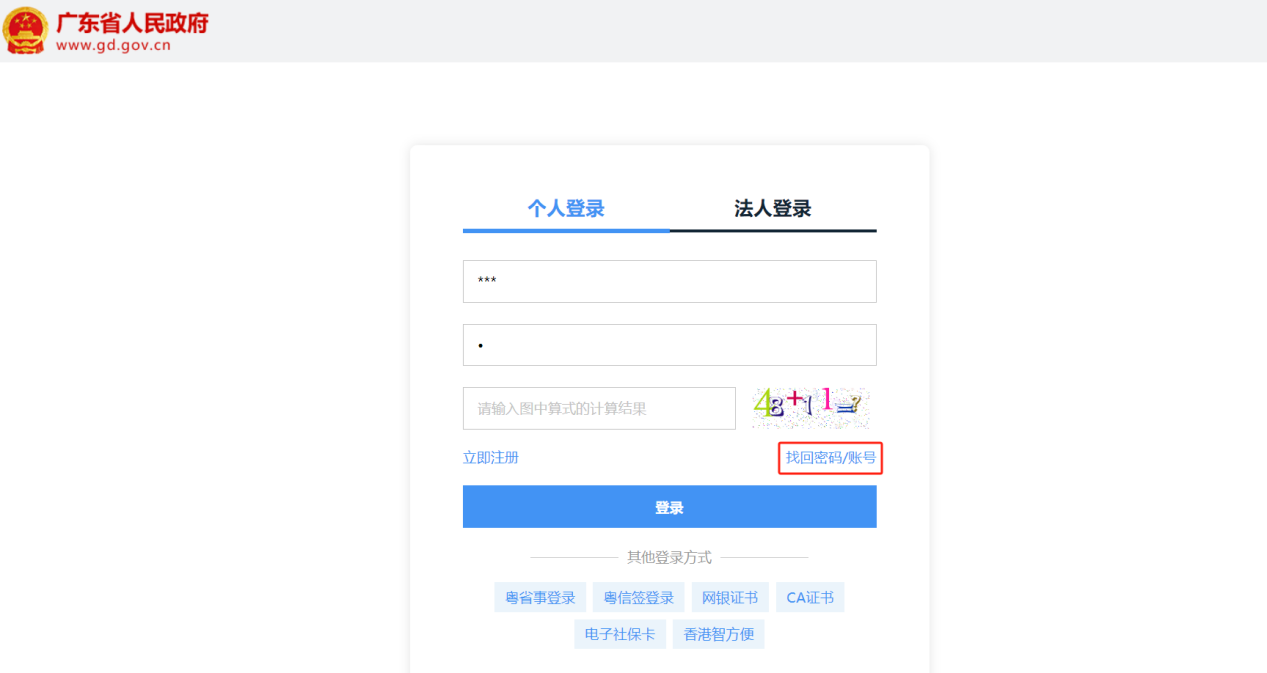 广东省人民政府
www.gd.gov.cn
个人登录 法人登录
***
•
请输入图中算式的计算结果 48+11=?
立即注册 找回密码/账号
登录
其他登录方式
粤省事登录 粤信签登录 网银证书 CA证书
电子社保卡 香港智方便